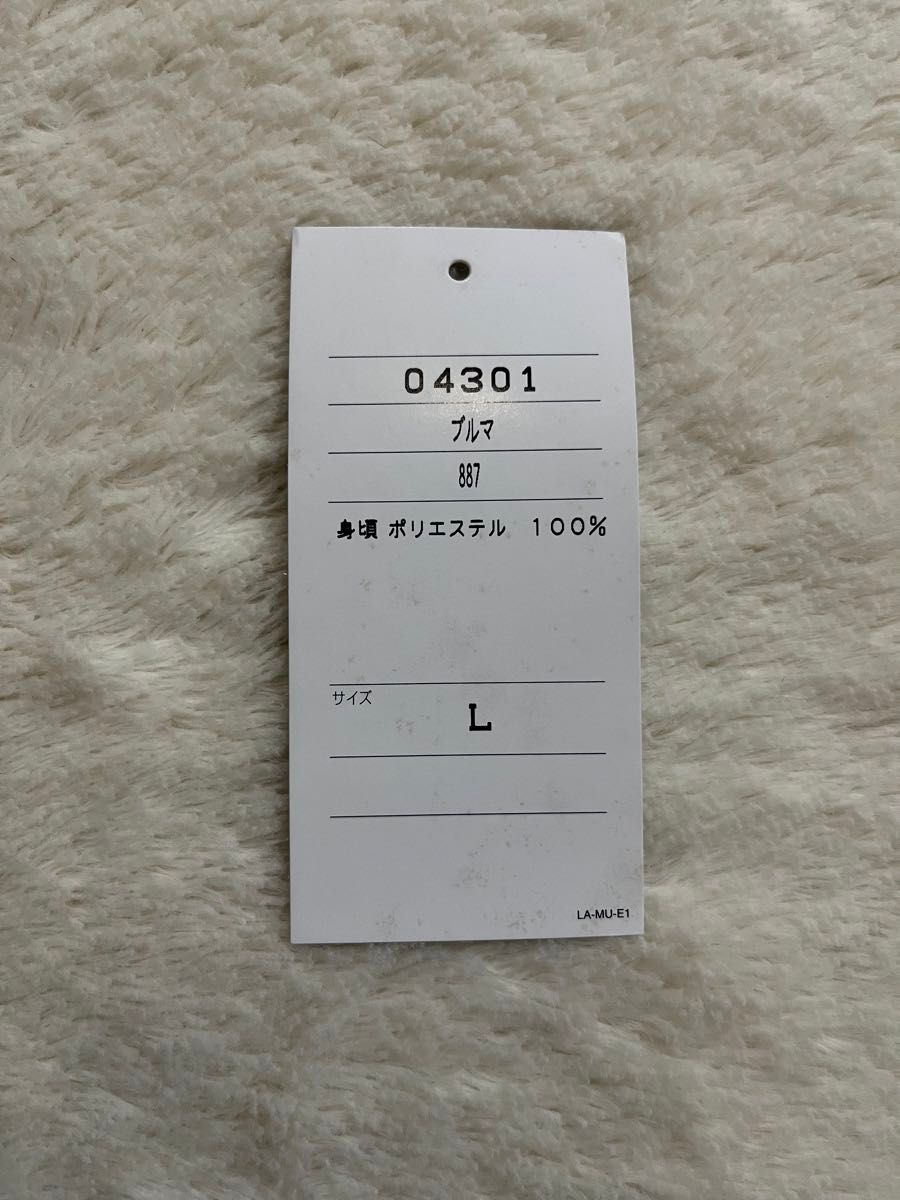 04301
ブルマ
887
身頃 ポリエステル 100%
サイズ
L
LA-MU-E1